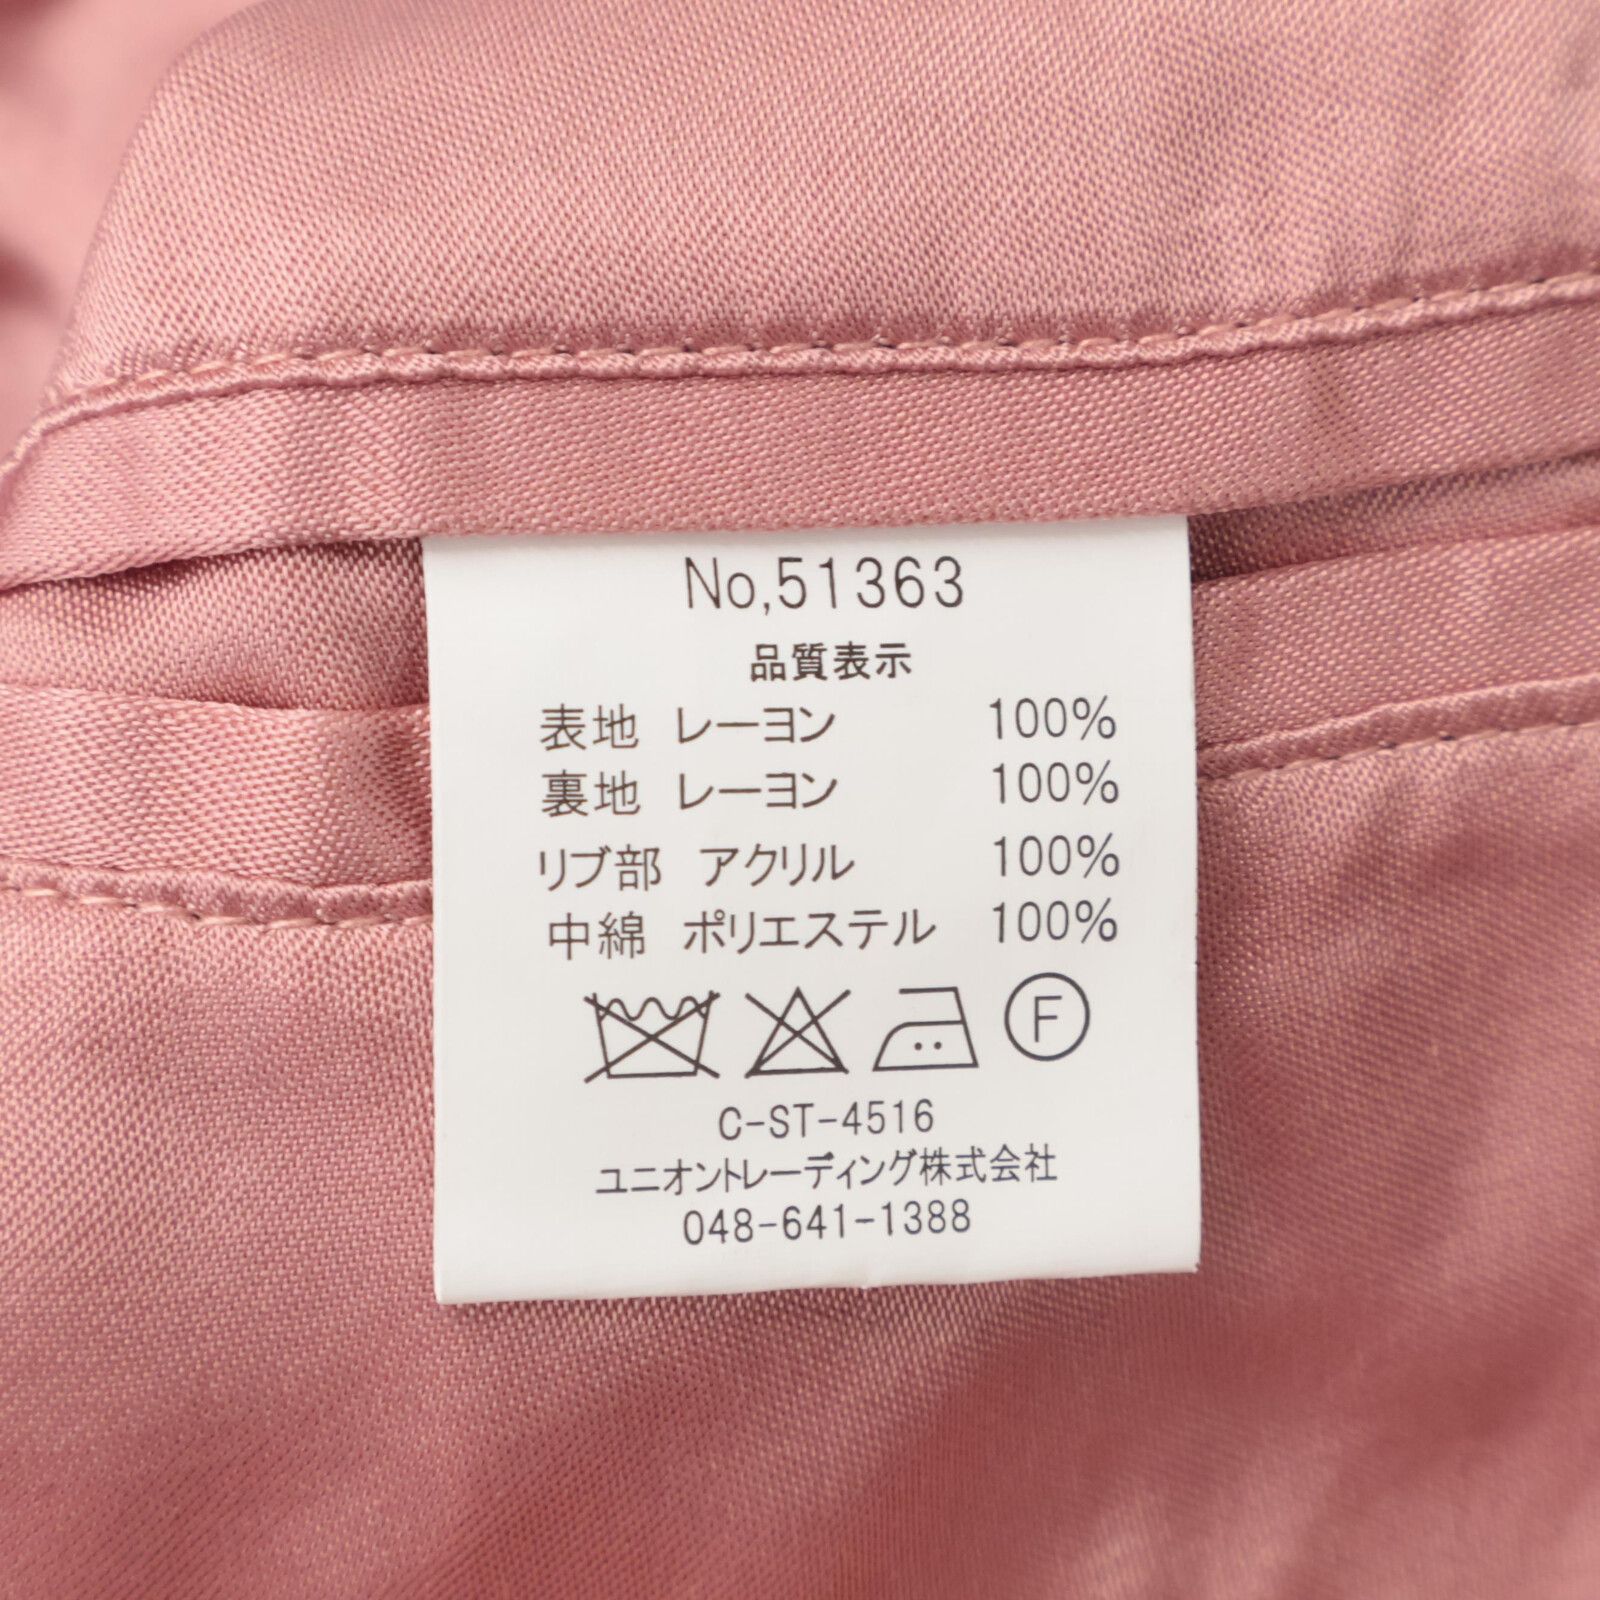 No,51363
品質表示
表地 レーヨン 100%
裏地 レーヨン 100%
リブ部 アクリル 100%
中綿 ポリエステル 100%
F
C-ST-4516
ユニオントレーディング株式会社
048-641-1388